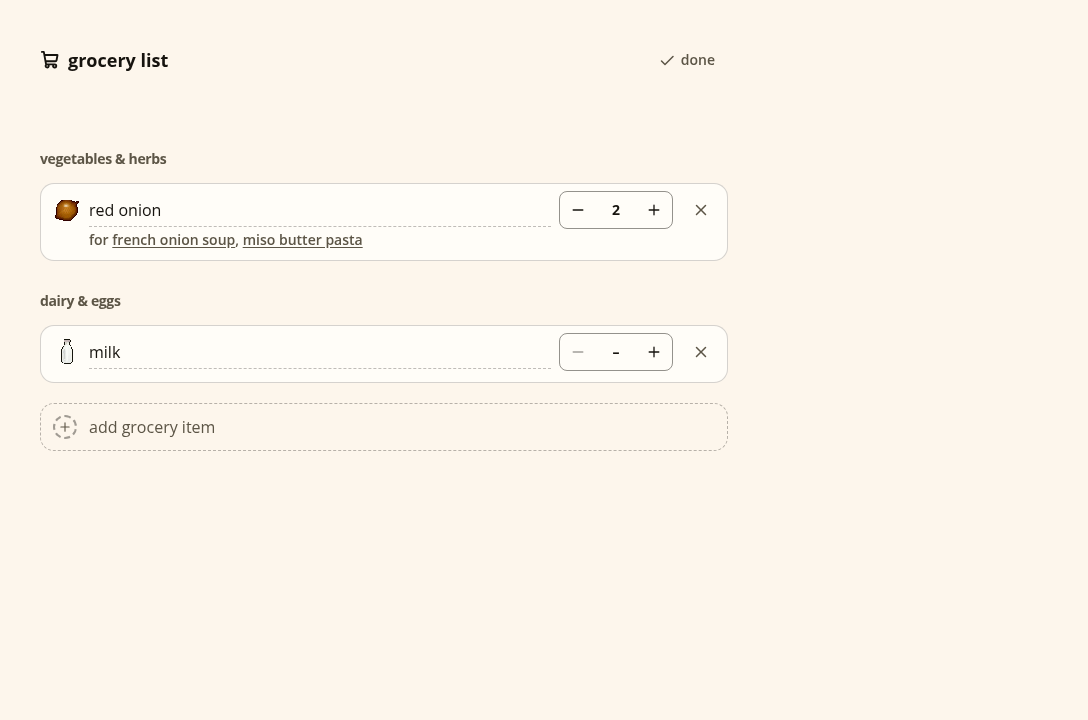 grocery list
done
vegetables & herbs
red onion
2
for french onion soup, miso butter pasta
dairy & eggs
milk
-
add grocery item